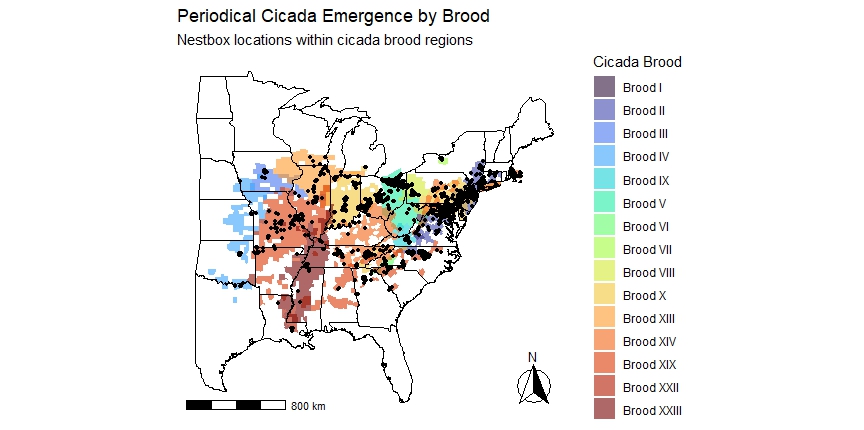 Periodical Cicada Emergence by Brood
Nestbox locations within cicada brood regions
Cicada Brood
Brood I
Brood II
Brood III
Brood IV
Brood IX
Brood V
Brood VI
Brood VII
Brood VIII
Brood X
Brood XIII
Brood XIV
Brood XIX
Brood XXII
Brood XXIII
N
800 km